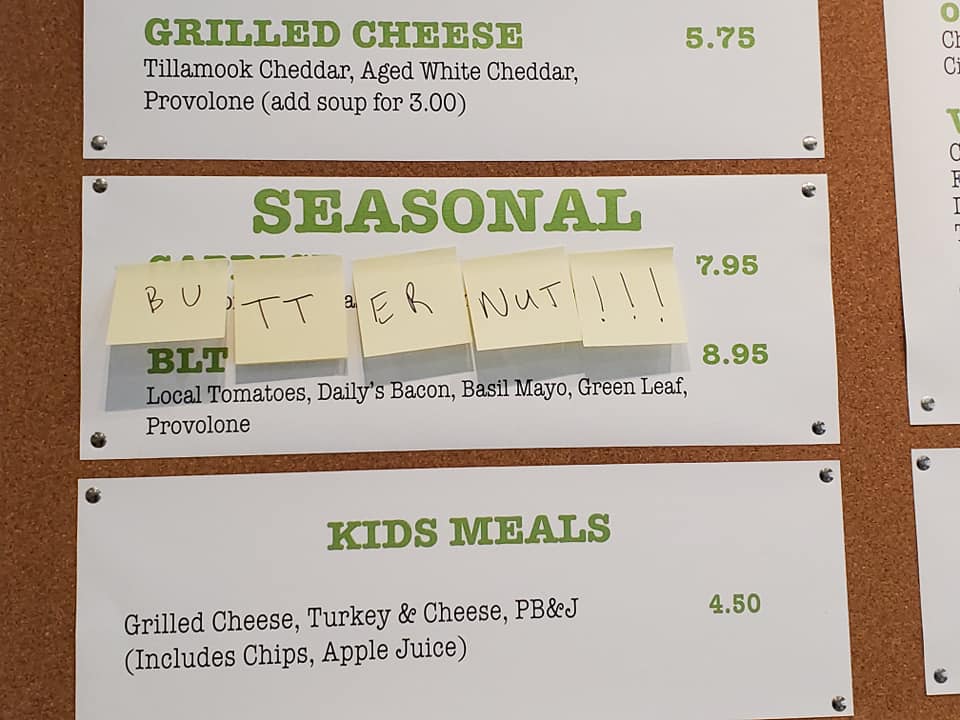 GRILLED CHEESE 5.75
Tillamook Cheddar, Aged White Cheddar,
Provolone (add soup for 3.00)
SEASONAL
7.95
BU TT ER NUT !!!
BLT 8.95
Local Tomatoes, Daily's Bacon, Basil Mayo, Green Leaf,
Provolone
KIDS MEALS
Grilled Cheese, Turkey & Cheese, PB&J 4.50
(Includes Chips, Apple Juice)